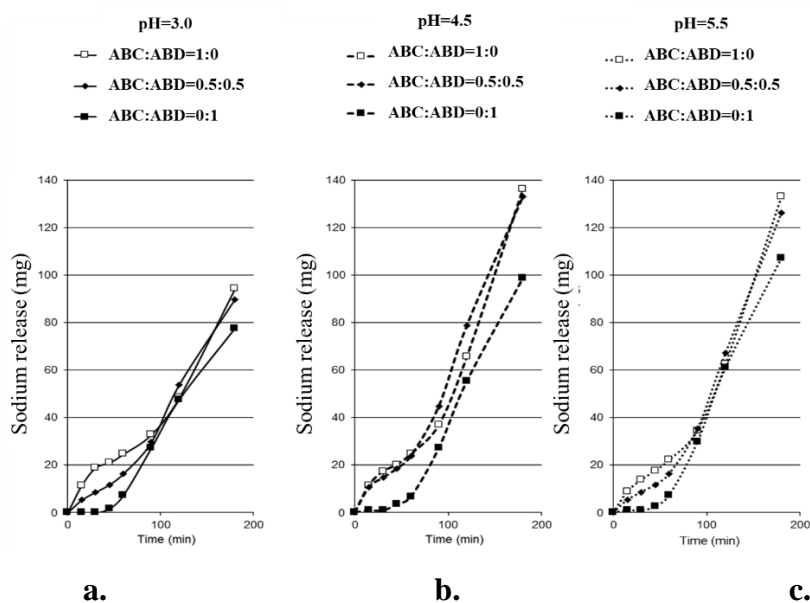 pH=3.0
ABC:ABD=1:0
ABC:ABD=0.5:0.5
ABC:ABD=0:1
pH=4.5
ABC:ABD=1:0
ABC:ABD=0.5:0.5
ABC:ABD=0:1
pH=5.5
ABC:ABD=1:0
ABC:ABD=0.5:0.5
ABC:ABD=0:1
Sodium release (mg)
140
120
100
80
60
40
20
0
0 100 200
Time (min)
Sodium release (mg)
140
120
100
80
60
40
20
0
0 100 200
Time (min)
Sodium release (mg)
140
120
100
80
60
40
20
0
0 100 200
Time (min)
a. b. c.